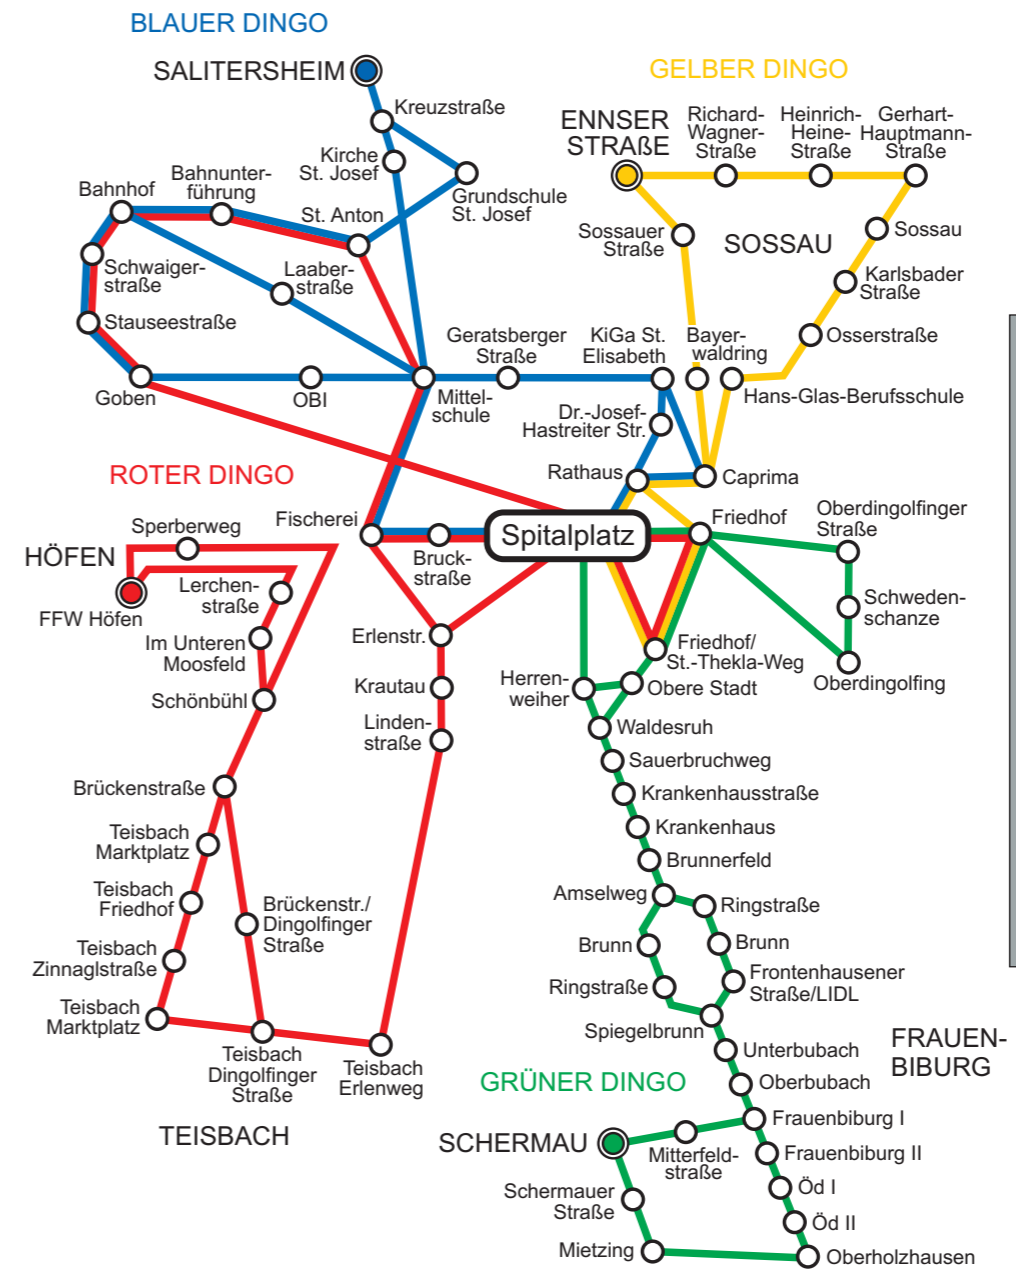 BLAUER DINGO
SALITERSHEIM
Kreuzstraße
Kirche
St. Josef
Grundschule
St. Josef
Bahnhof
Bahnunter-
führung
St. Anton
Schwaiger-
straße
Laaber-
straße
Stauseestraße
Goben
OBI
Mittel-
schule
Geratsberger
Straße
KiGa St.
Elisabeth
Dr.-Josef-
Hastreiter Str.
Rathaus
Caprima
GELBER DINGO
ENNSER
STRAßE
Richard-
Wagner-
Straße
Heinrich-
Heine-
Straße
Gerhart-
Hauptmann-
Straße
Sossauer
Straße
SOSSAU
Sossau
Karlsbader
Straße
Osserstraße
Bayer-
waldring
Hans-Glas-Berufsschule
ROTER DINGO
Sperberweg
HÖFEN
FFW Höfen
Lerchen-
straße
Im Unteren
Moosfeld
Schönbühl
Fischerei
Bruck-
straße
Spitalplatz
Friedhof
Oberdingolfinger
Straße
Schweden-
schanze
Oberdingolfing
Erlenstr.
Krautau
Linden-
straße
Friedhof/
St.-Thekla-Weg
Herren-
weiher
Obere Stadt
Waldesruh
Sauerbruchweg
Krankenhausstraße
Krankenhaus
Brunnerfeld
Amselweg
Ringstraße
Brunn
Brunn
Ringstraße
Frontenhausener
Straße/LIDL
Spiegelbrunn
Unterbubach
Oberbubach
FRAUEN-
BIBURG
Brückenstraße
Teisbach
Marktplatz
Teisbach
Friedhof
Brückenstr./
Dingolfinger
Straße
Teisbach
Zinnaglstraße
Teisbach
Marktplatz
Teisbach
Dingolfinger
Straße
Teisbach
Erlenweg
TEISBACH
GRÜNER DINGO
SCHERMAU
Mitterfeld-
straße
Frauenbiburg I
Frauenbiburg II
Schermauer
Straße
Öd I
Öd II
Mietzing
Oberholzhausen